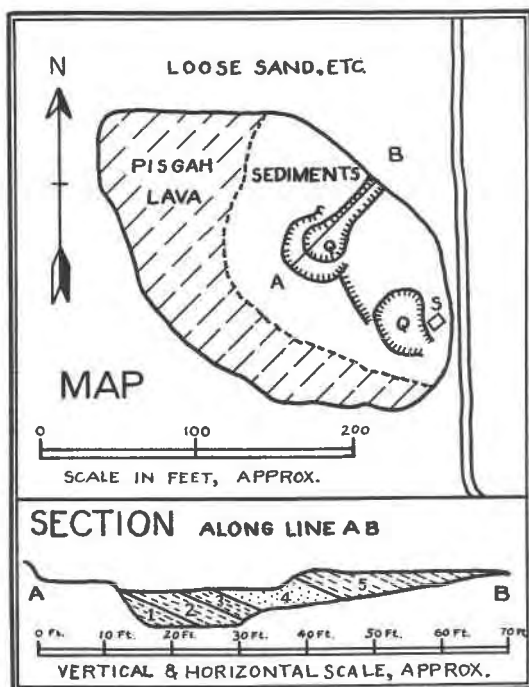 N
LOOSE SAND, ETC.
PISGAH
LAVA
SEDIMENTS
B
Q
A
Q
S
MAP
0 100 200
SCALE IN FEET, APPROX.
SECTION ALONG LINE AB
A
1 2 3 4 5
B
0 FT. 10 FT. 20 FT. 30 FT. 40 FT. 50 FT. 60 FT. 70 FT.
VERTICAL & HORIZONTAL SCALE, APPROX.